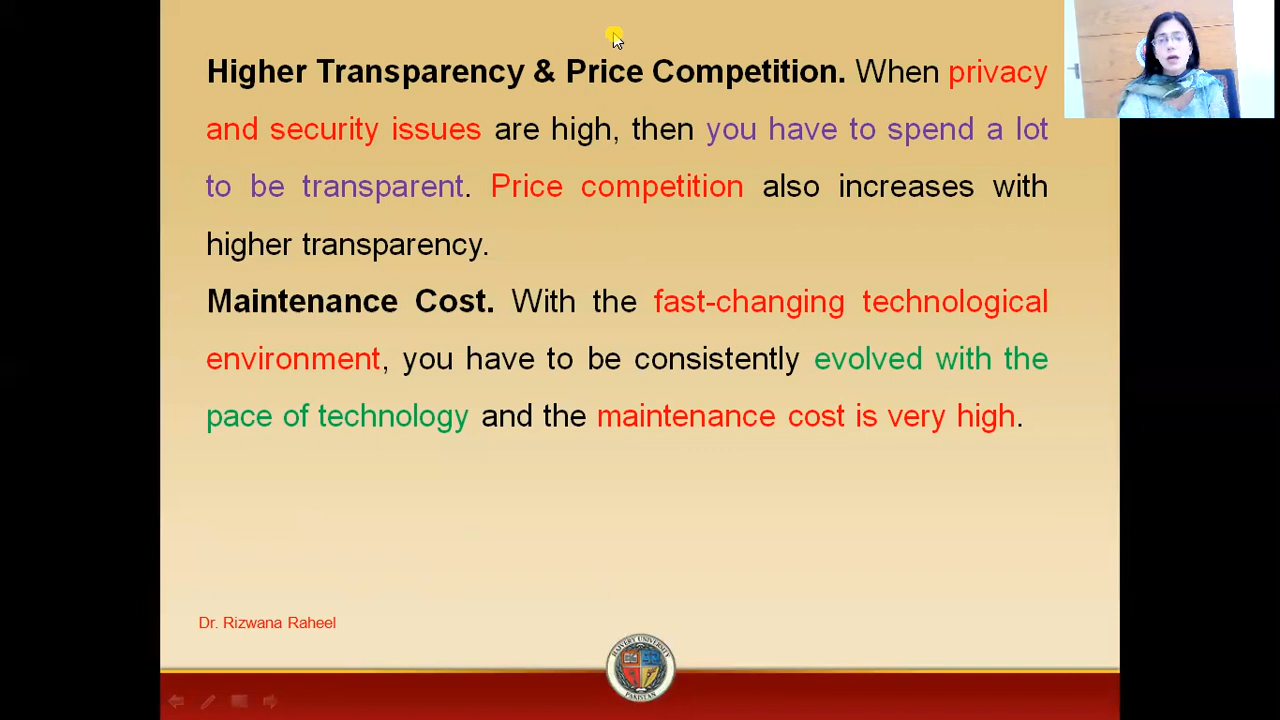 Higher Transparency & Price Competition. When privacy
and security issues are high, then you have to spend a lot
to be transparent. Price competition also increases with
higher transparency.
Maintenance Cost. With the fast-changing technological
environment, you have to be consistently evolved with the
pace of technology and the maintenance cost is very high.
Dr. Rizwana Raheel
PAKISTAN